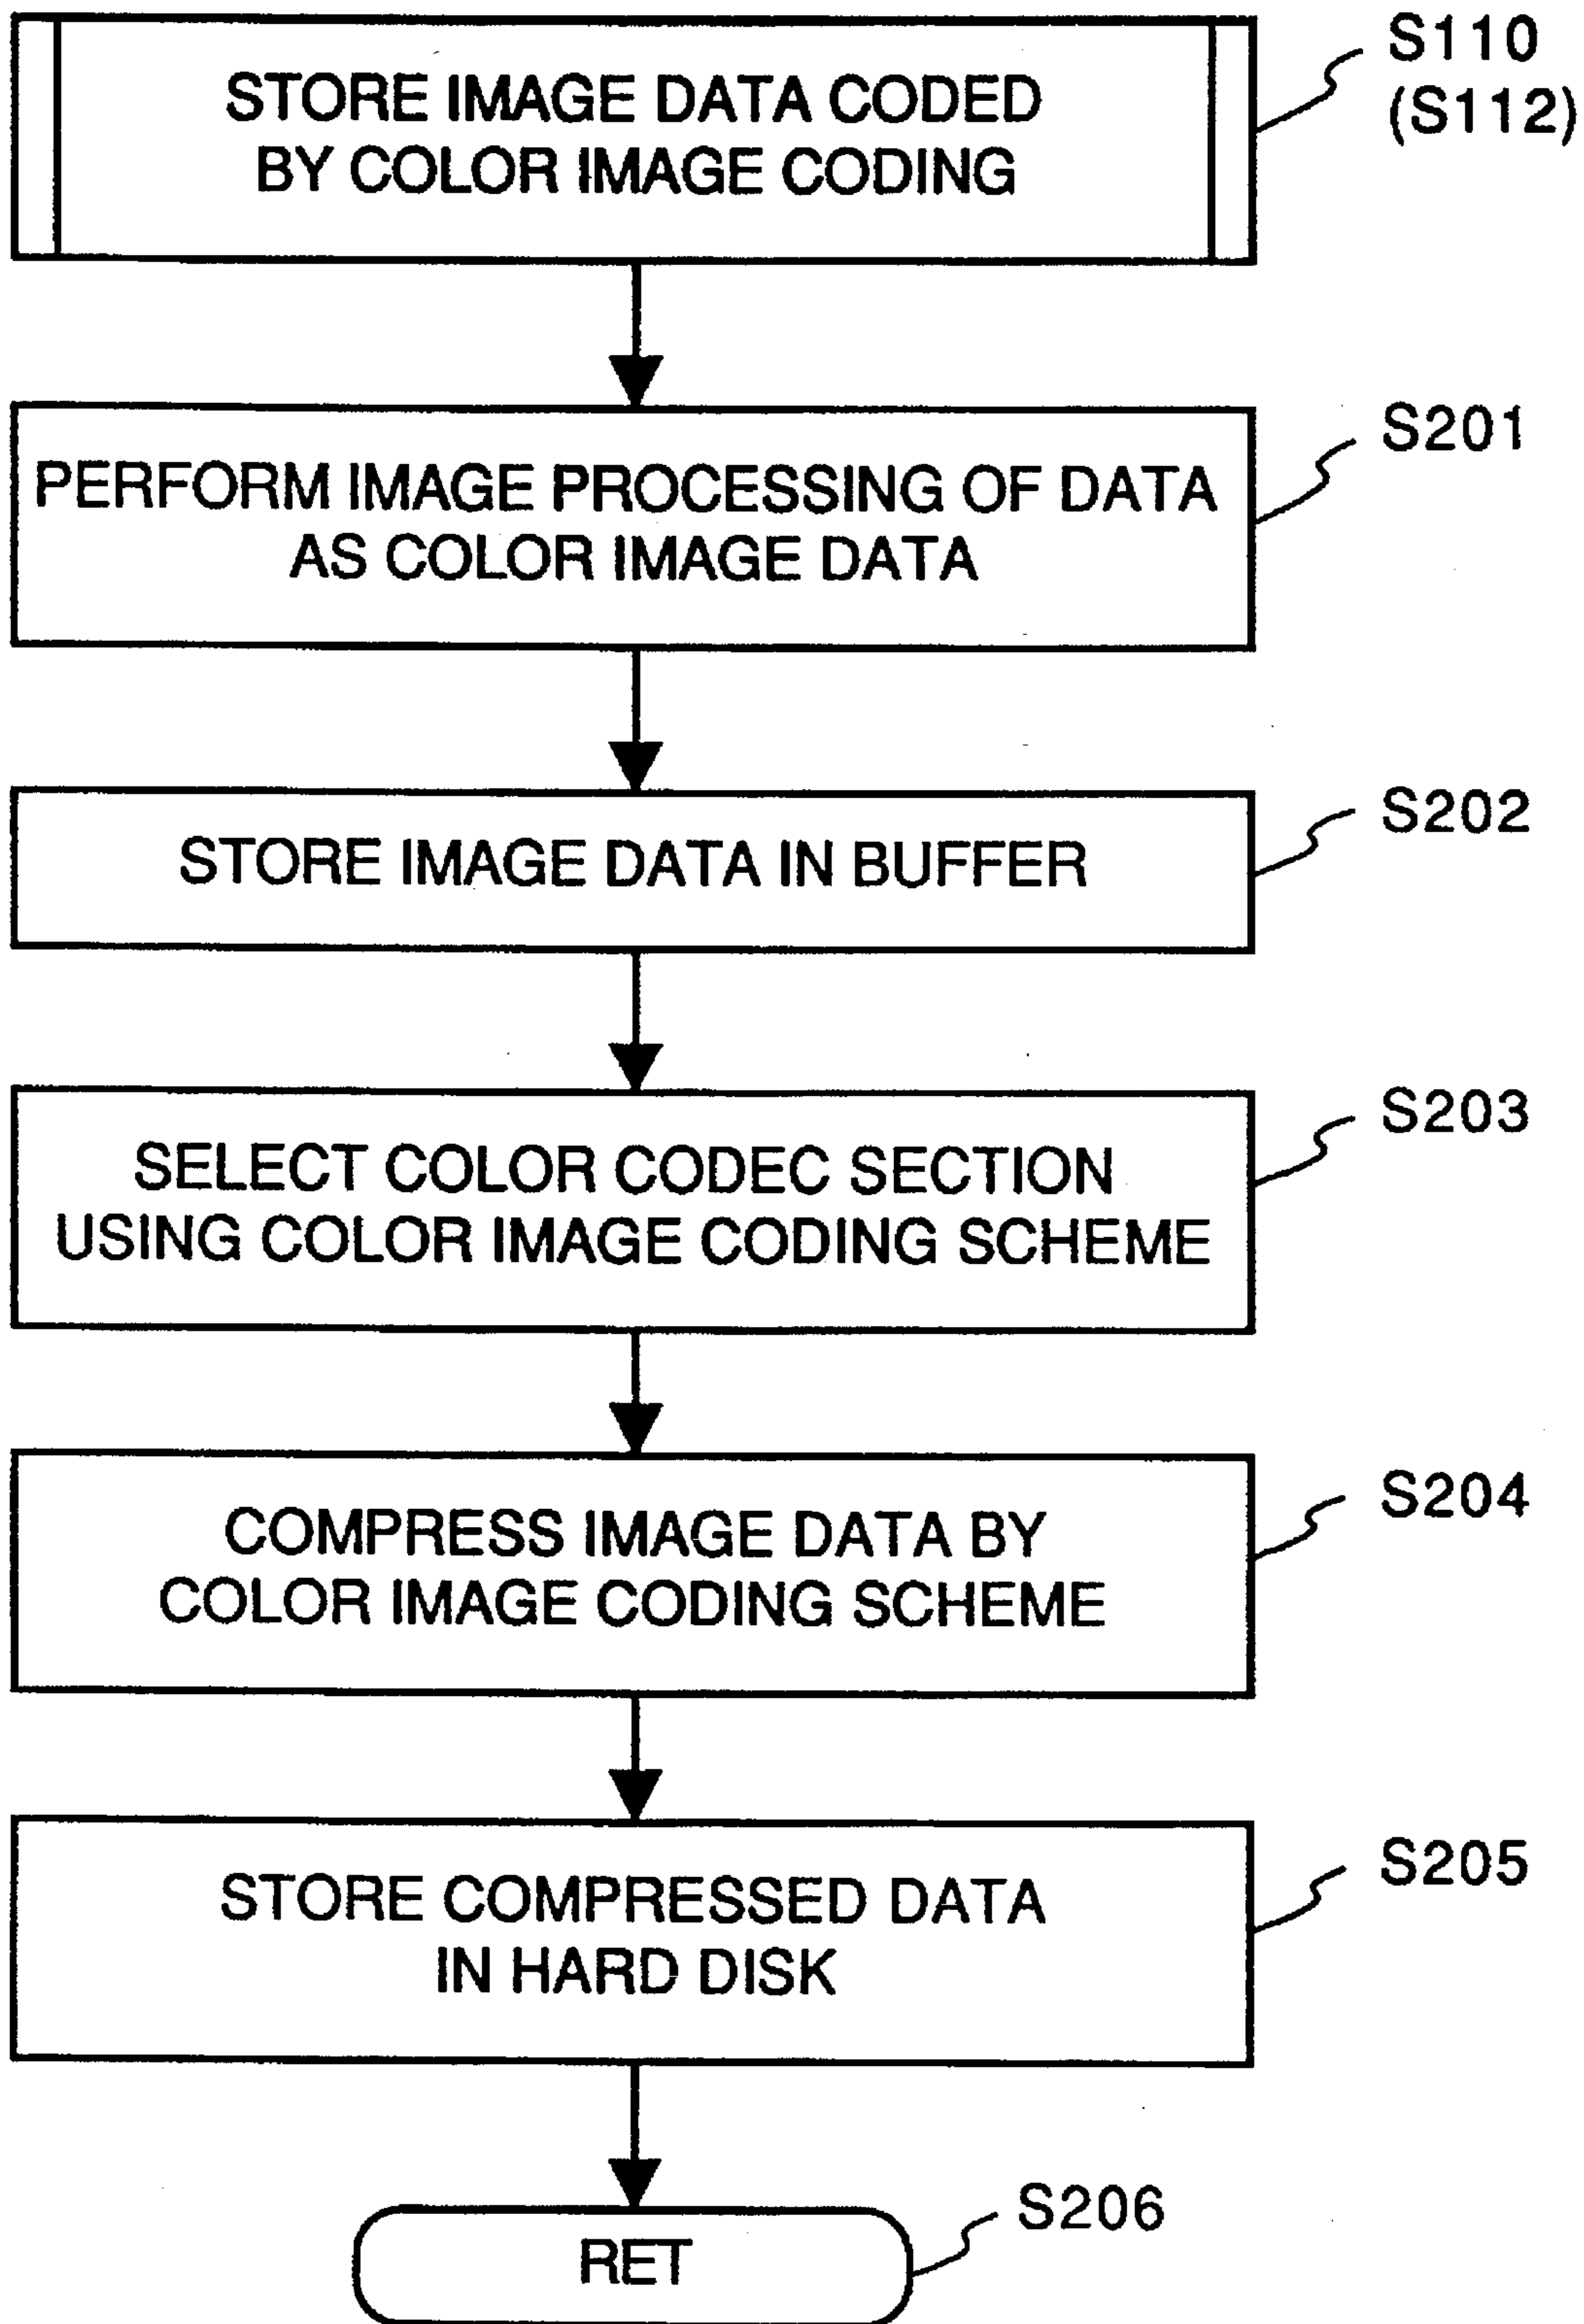 STORE IMAGE DATA CODED
BY COLOR IMAGE CODING
S110
(S112)
PERFORM IMAGE PROCESSING OF DATA
AS COLOR IMAGE DATA
S201
STORE IMAGE DATA IN BUFFER
S202
SELECT COLOR CODEC SECTION
USING COLOR IMAGE CODING SCHEME
S203
COMPRESS IMAGE DATA BY
COLOR IMAGE CODING SCHEME
S204
STORE COMPRESSED DATA
IN HARD DISK
S205
RET
S206